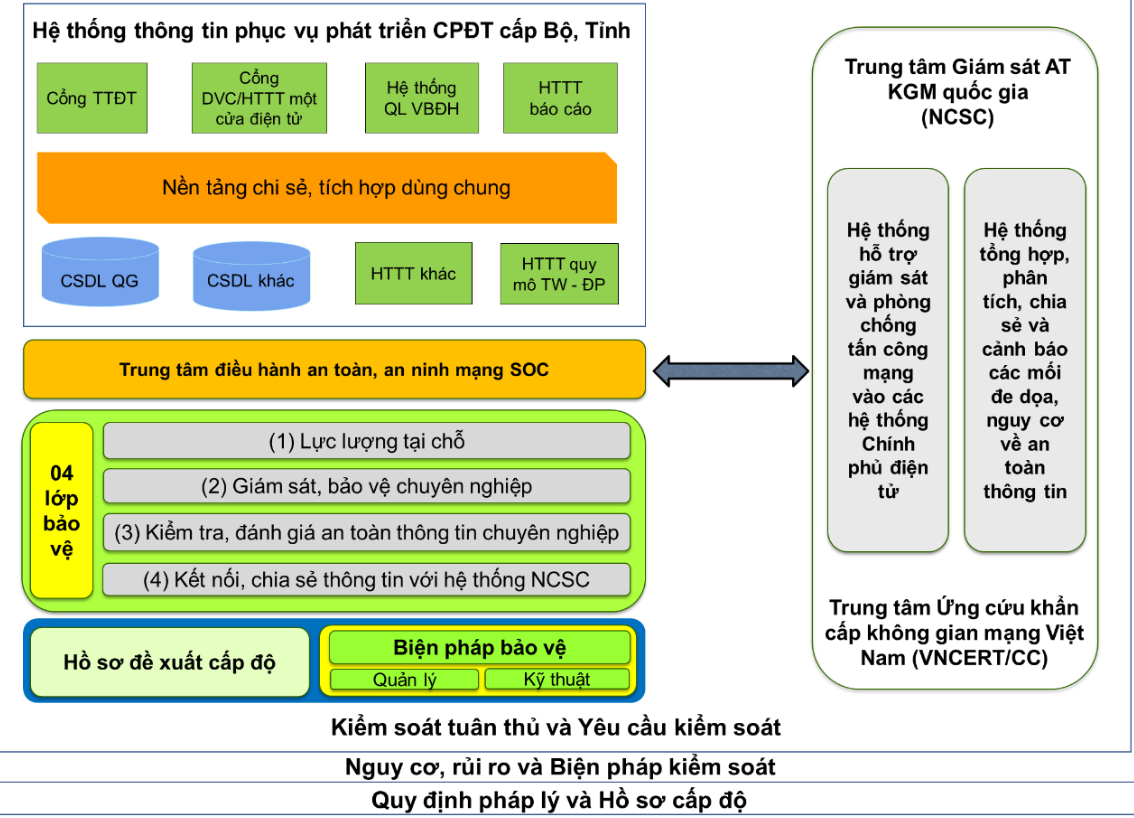 Hệ thống thông tin phục vụ phát triển CPĐT cấp Bộ, Tỉnh
Cổng TTĐT
Cổng
DVC/HTTT một
cửa điện tử
Hệ thống
QL VBĐH
HTTT
báo cáo
Nền tảng chi sẻ, tích hợp dùng chung
CSDL QG
CSDL khác
HTTT khác
HTTT quy
mô TW - ĐP
Trung tâm điều hành an toàn, an ninh mạng SOC
04
lớp
bảo
vệ
(1) Lực lượng tại chỗ
(2) Giám sát, bảo vệ chuyên nghiệp
(3) Kiểm tra, đánh giá an toàn thông tin chuyên nghiệp
(4) Kết nối, chia sẻ thông tin với hệ thống NCSC
Hồ sơ đề xuất cấp độ
Biện pháp bảo vệ
Quản lý
Kỹ thuật
Trung tâm Giám sát AT
KGM quốc gia
(NCSC)
Hệ thống
hỗ trợ
giám sát
và phòng
chống
tấn công
mạng
vào các
hệ thống
Chính
phủ điện
tử
Hệ thống
tổng hợp,
phân
tích, chia
sẻ và
cảnh báo
các mối
đe dọa,
nguy cơ
về an
toàn
thông tin
Trung tâm Ứng cứu khẩn
cấp không gian mạng Việt
Nam (VNCERT/CC)
Kiểm soát tuân thủ và Yêu cầu kiểm soát
Nguy cơ, rủi ro và Biện pháp kiểm soát
Quy định pháp lý và Hồ sơ cấp độ